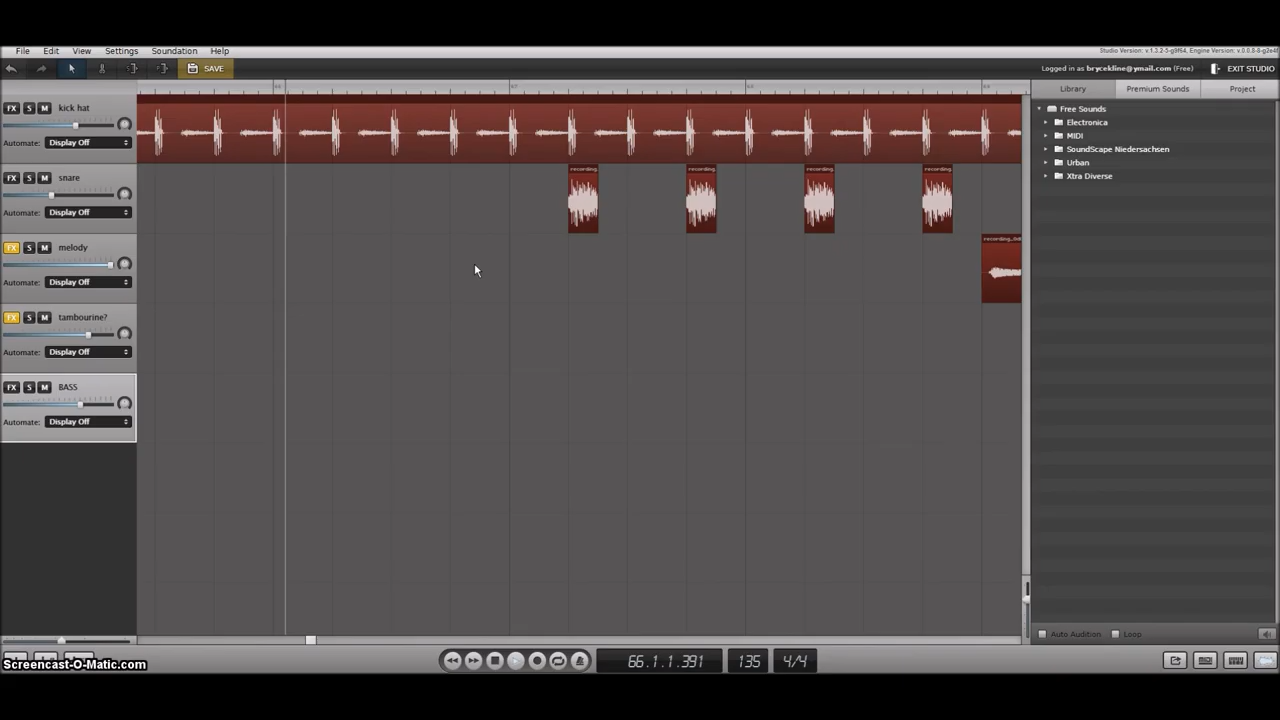 File Edit View Settings Soundation Help
SAVE
Logged in as bryceklinc@ymail.com (Free)
EXIT STUDIO
Library Premium Sounds Project
FX S M kick hat
Automate: Display Off
FX S M snare
Automate: Display Off
FX S M melody
Automate: Display Off
FX S M tambourine?
Automate: Display Off
FX S M BASS
Automate: Display Off
recording. recording. recording. recording.
Free Sounds
Electronica
MIDI
SoundScape Niedersachsen
Urban
Xtra Diverse
Auto Audition Loop
66.1.1.391 135 4/4
Screencast-O-Matic.com